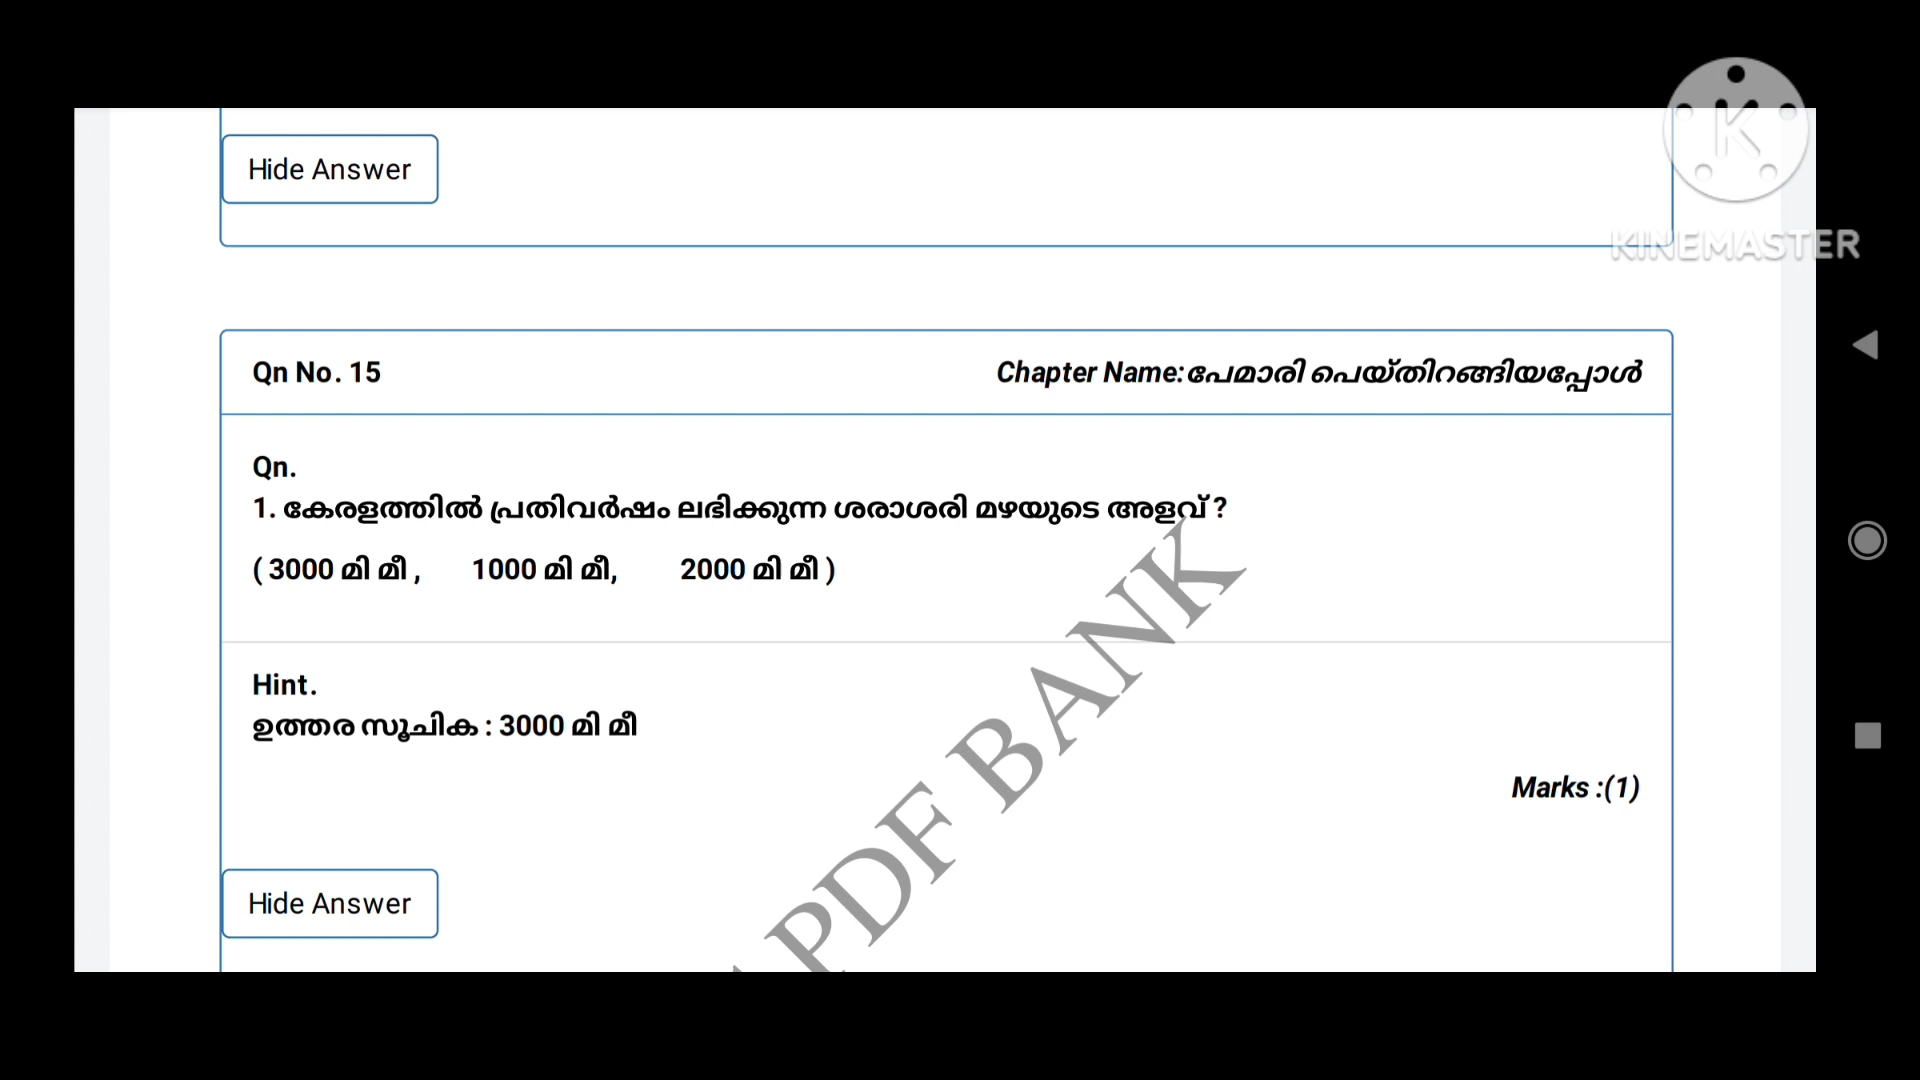 Hide Answer
KINEMASTER
Qn No. 15 Chapter Name:പേമാരി പെയ്തിറങ്ങിയപ്പോൾ
Qn.
1. കേരളത്തിൽ പ്രതിവർഷം ലഭിക്കുന്ന ശരാശരി മഴയുടെ അളവ് ?
( 3000 മി മീ , 1000 മി മീ, 2000 മി മീ )
Hint.
ഉത്തര സൂചിക : 3000 മി മീ
Marks :(1)
Hide Answer
PDF BANK